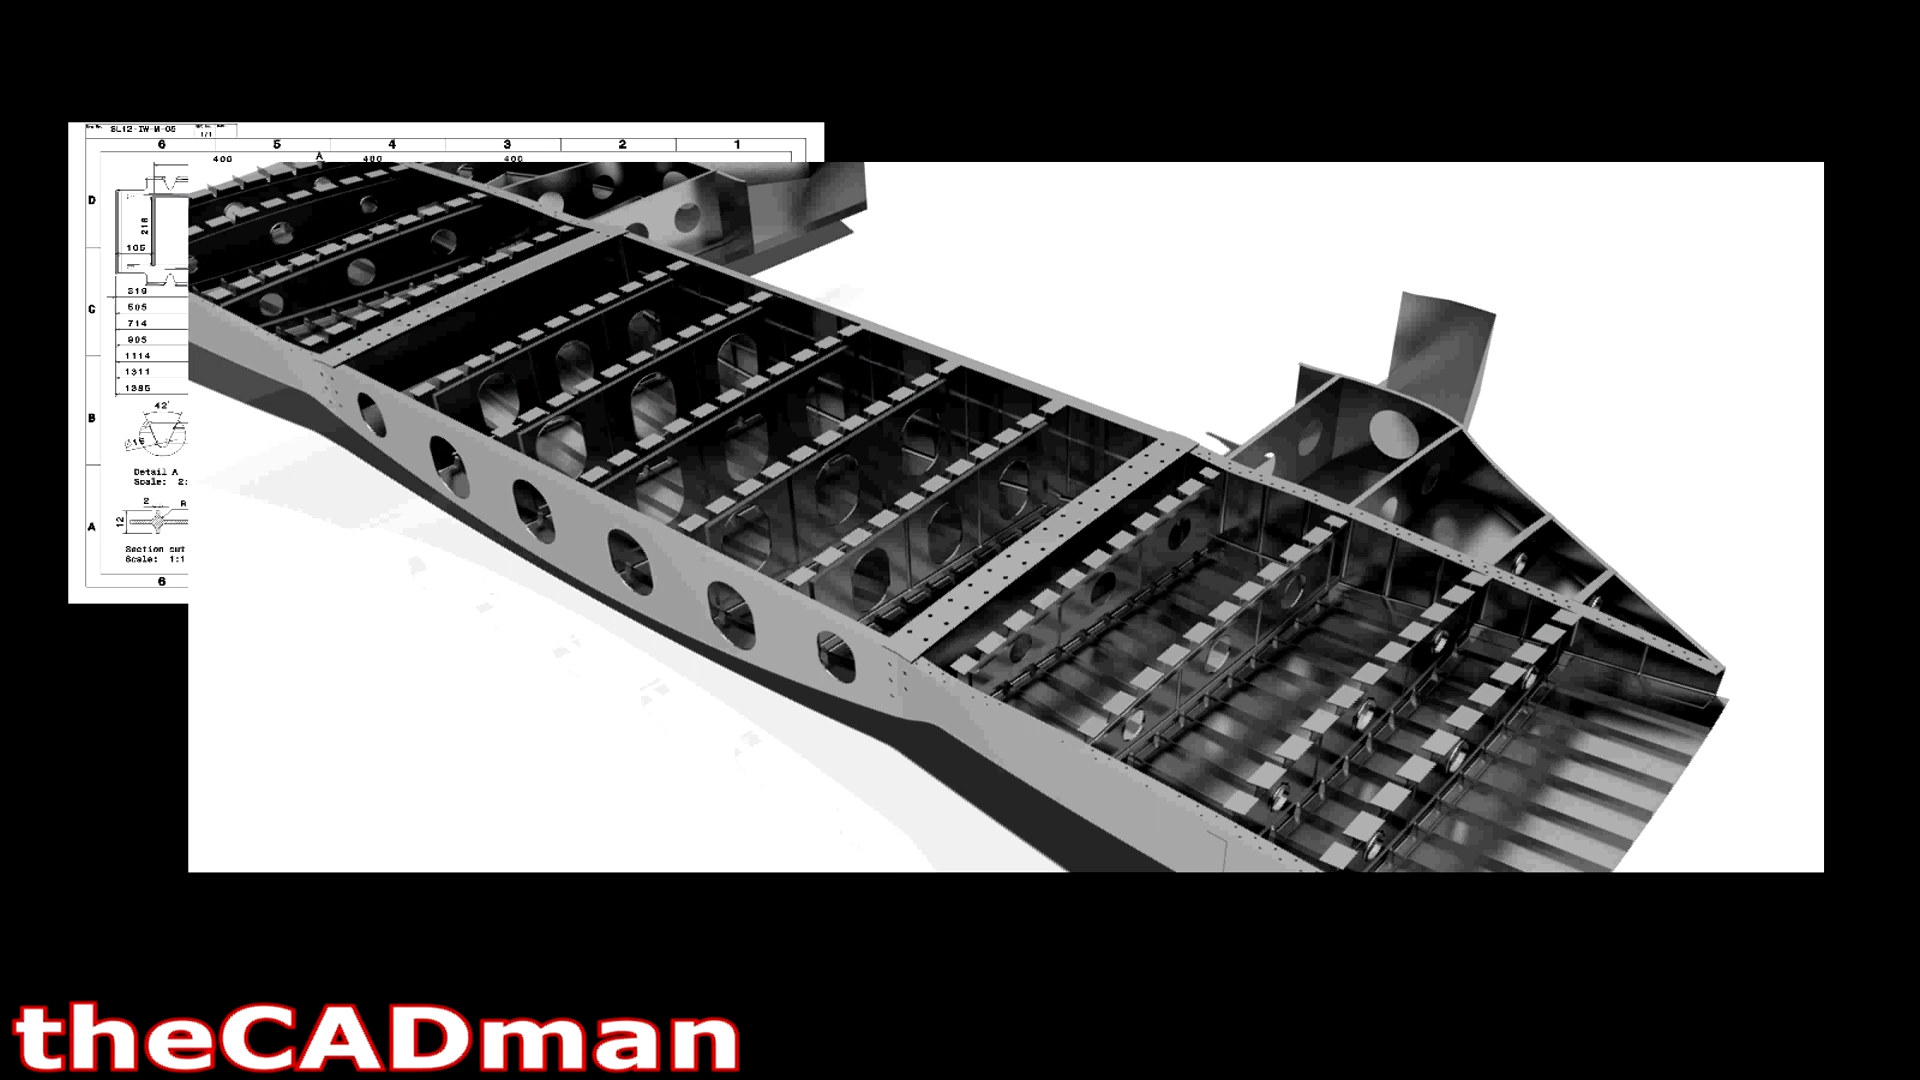 SL12-IW-M-05
1/1
6 5 4 3 2 1
400 A 400 400
D
218
105
C
319
505
714
905
1114
1311
1385
B
42°
Detail A
Scale: 2:
2 R
A
12
Section cut
Scale: 1:1
6
theCADman